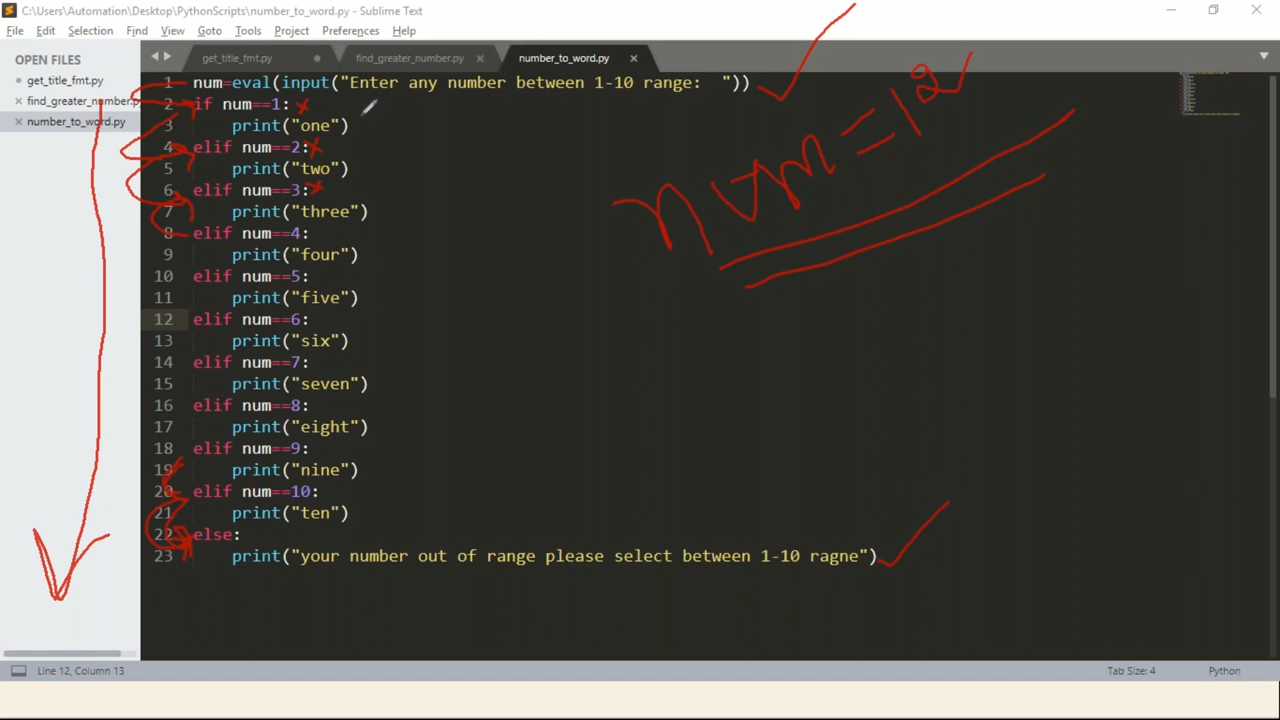 C:\Users\Automation\Desktop\PythonScripts\number_to_word.py - Sublime Text
File Edit Selection Find View Goto Tools Project Preferences Help
OPEN FILES
get_title_fmt.py
find_greater_number.p
number_to_word.py
get_title_fmt.py find_greater_number.py number_to_word.py
1 num=eval(input("Enter any number between 1-10 range:  "))
2 if num==1:
3     print("one")
4 elif num==2:
5     print("two")
6 elif num==3:
7     print("three")
8 elif num==4:
9     print("four")
10 elif num==5:
11     print("five")
12 elif num==6:
13     print("six")
14 elif num==7:
15     print("seven")
16 elif num==8:
17     print("eight")
18 elif num==9:
19     print("nine")
20 elif num==10:
21     print("ten")
22 else:
23     print("your number out of range please select between 1-10 ragne")
num=12
Line 12, Column 13
Tab Size: 4 Python